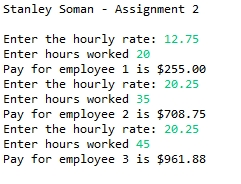 Stanley Soman - Assignment 2
Enter the hourly rate: 12.75
Enter hours worked 20
Pay for employee 1 is $255.00
Enter the hourly rate: 20.25
Enter hours worked 35
Pay for employee 2 is $708.75
Enter the hourly rate: 20.25
Enter hours worked 45
Pay for employee 3 is $961.88